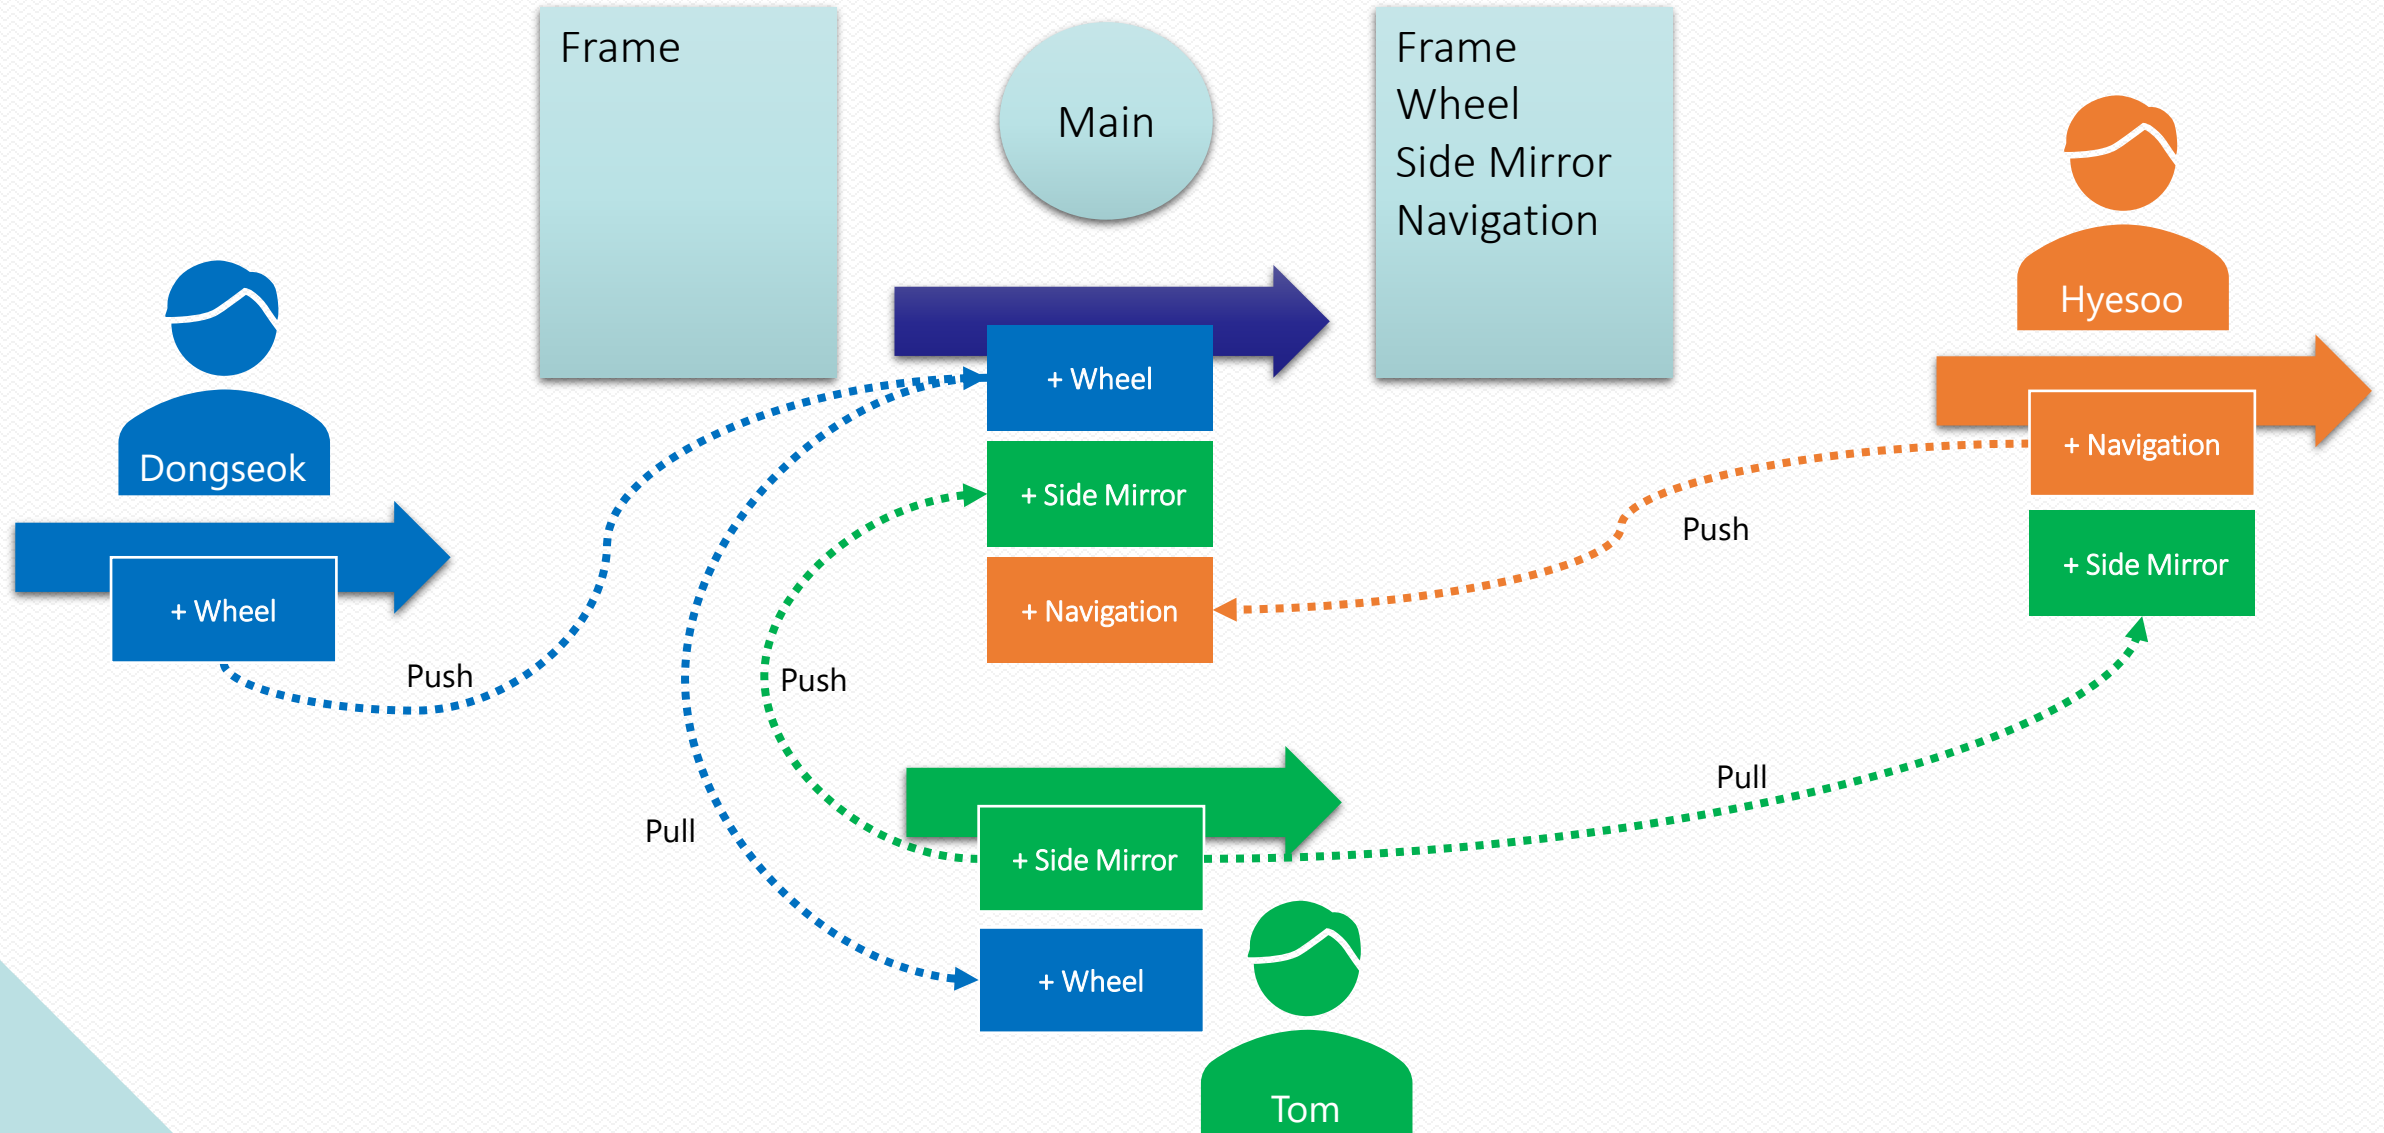 Frame
Main
Frame
Wheel
Side Mirror
Navigation
Hyesoo
Dongseok
+ Wheel
+ Navigation
+ Side Mirror
Push
+ Side Mirror
+ Wheel
+ Navigation
Push
Push
Pull
Pull
+ Side Mirror
+ Wheel
Tom